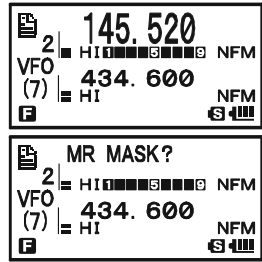 145.520
2 HI 1 5 9 NFM
VFO
434.600
(7) HI NFM
F S
MR MASK?
2 HI 1 5 9 NFM
VFO
434.600
(7) HI NFM
F S